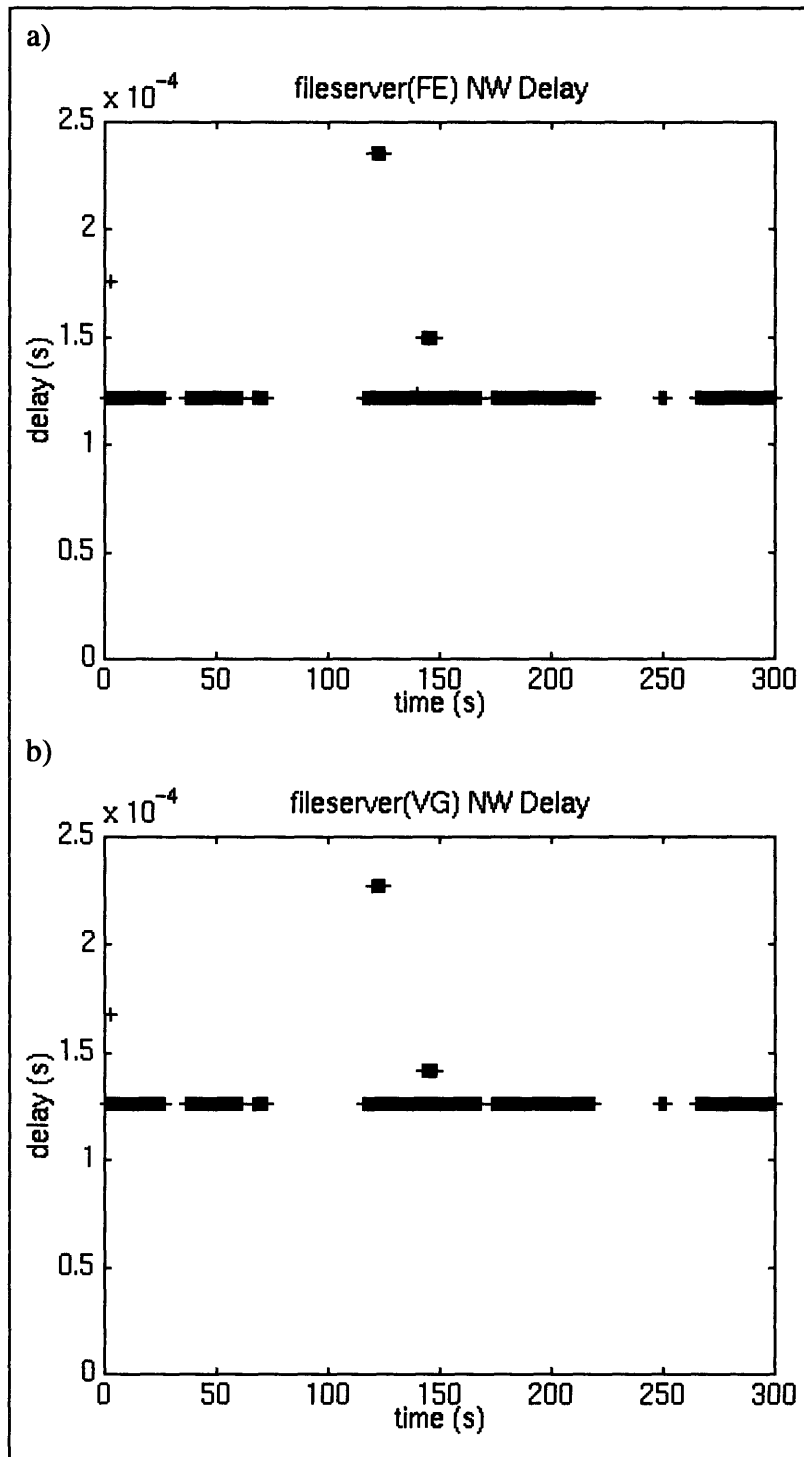 a)
x 10-4
fileserver(FE) NW Delay
2.5
2
1.5
1
0.5
0
delay (s)
0 50 100 150 200 250 300
time (s)
b)
x 10-4
fileserver(VG) NW Delay
2.5
2
1.5
1
0.5
0
delay (s)
0 50 100 150 200 250 300
time (s)